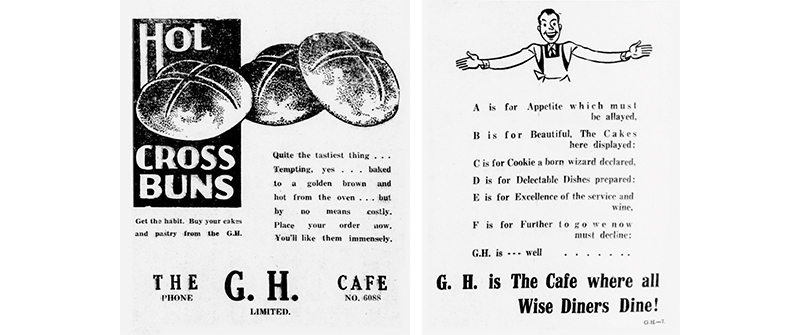 Hot
CROSS
BUNS
Get the habit. Buy your cakes
and pastry from the G.H.
Quite the tastiest thing . . .
Tempting, yes . . . baked
to a golden brown and
hot from the oven . . . but
by no means costly.
Place your order now.
You'll like them immensely.
THE G. H. CAFE
PHONE LIMITED. NO. 6088
A is for Appetite which must
be allayed,
B is for Beautiful, The Cakes
here displayed:
C is for Cookie a born wizard declared,
D is for Delectable Dishes prepared:
E is for Excellence of the service and
wine,
F is for Further to go we now
must decline:
G.H. is --- well . . . . . . .
G. H. is The Cafe where all
Wise Diners Dine!